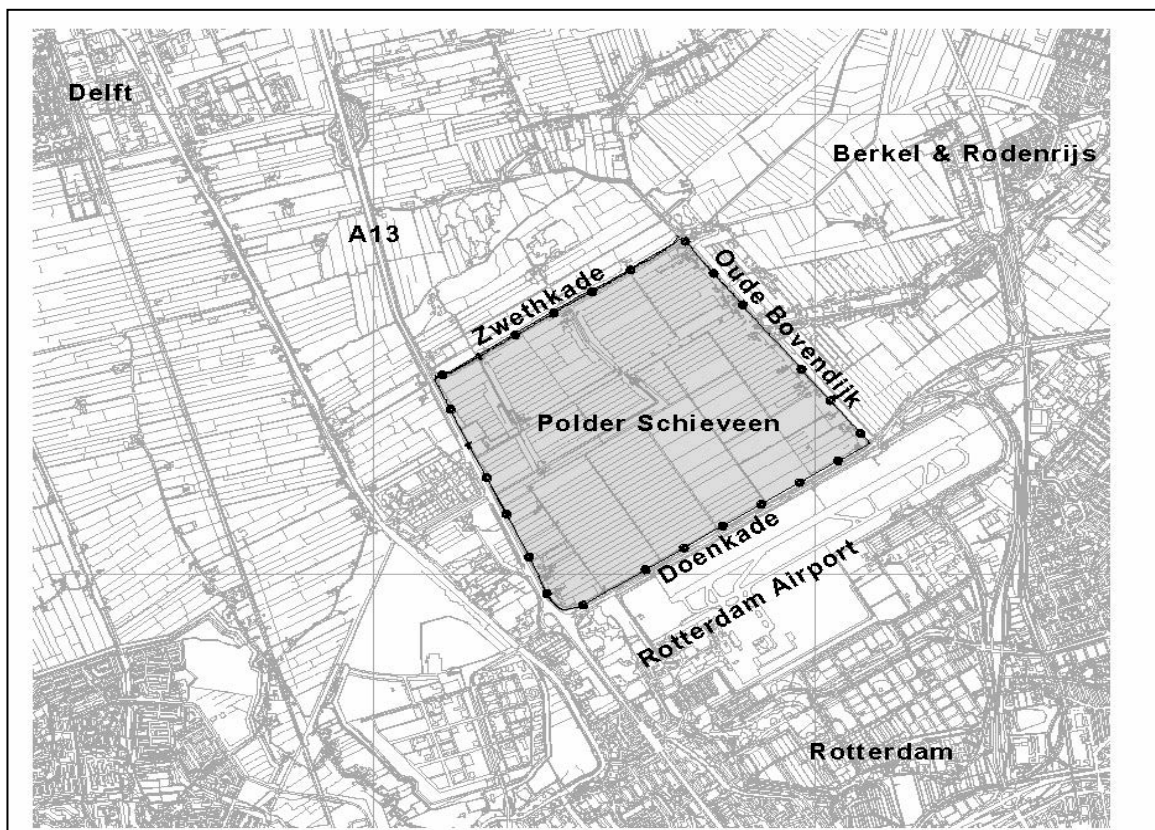 Delft
Berkel & Rodenrijs
A13
Zwethkade
Oude Bovendijk
Polder Schieveen
Doenkade
Rotterdam Airport
Rotterdam